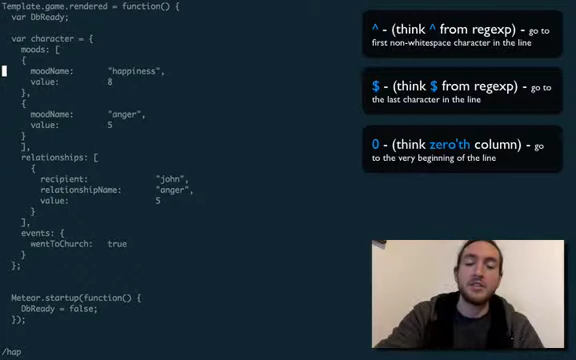 Template.game.rendered = function() {
var DbReady;
var character = {
moods: [
{
moodName: "happiness",
value: 8
},
{
moodName: "anger",
value: 5
}
],
relationships: [
{
recipient: "john",
relationshipName: "anger",
value: 5
}
],
events: {
wentToChurch: true
}
};
Meteor.startup(function() {
DbReady = false;
});
/hap
^ - (think ^ from regexp) - go to
first non-whitespace character in the line
$ - (think $ from regexp) - go to
the last character in the line
0 - (think zero'th column) - go
to the very beginning of the line